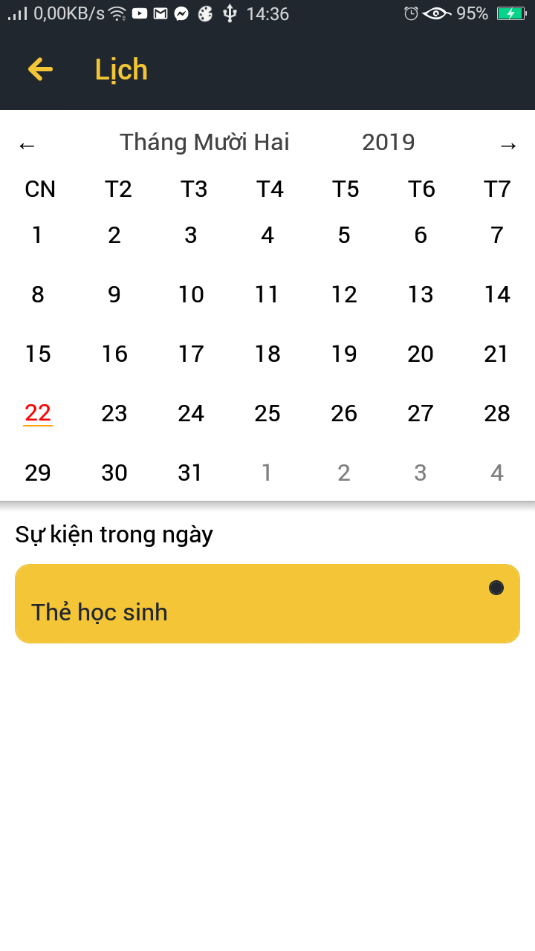 0,00KB/s 14:36 95%
← Lịch
← Tháng Mười Hai 2019 →
CN T2 T3 T4 T5 T6 T7
1 2 3 4 5 6 7
8 9 10 11 12 13 14
15 16 17 18 19 20 21
22 23 24 25 26 27 28
29 30 31 1 2 3 4
Sự kiện trong ngày
Thẻ học sinh